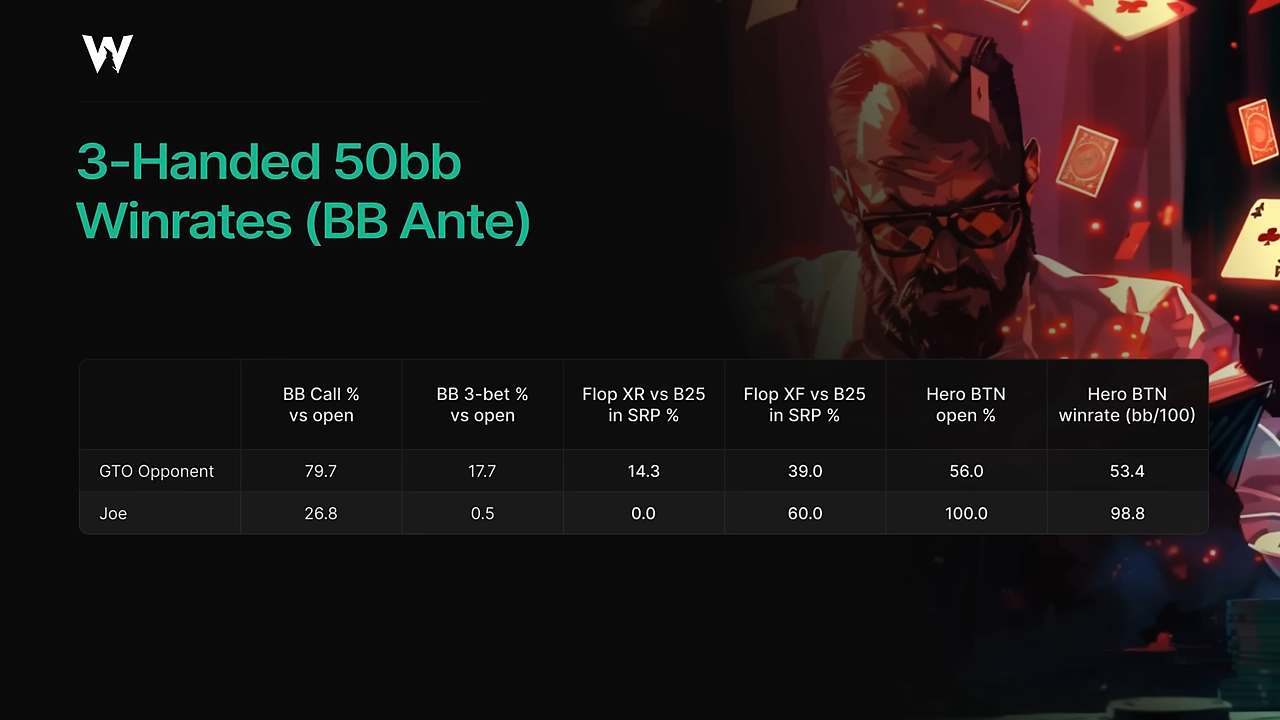 W
3-Handed 50bb
Winrates (BB Ante)
BB Call % vs open
BB 3-bet % vs open
Flop XR vs B25 in SRP %
Flop XF vs B25 in SRP %
Hero BTN open %
Hero BTN winrate (bb/100)
GTO Opponent 79.7 17.7 14.3 39.0 56.0 53.4
Joe 26.8 0.5 0.0 60.0 100.0 98.8